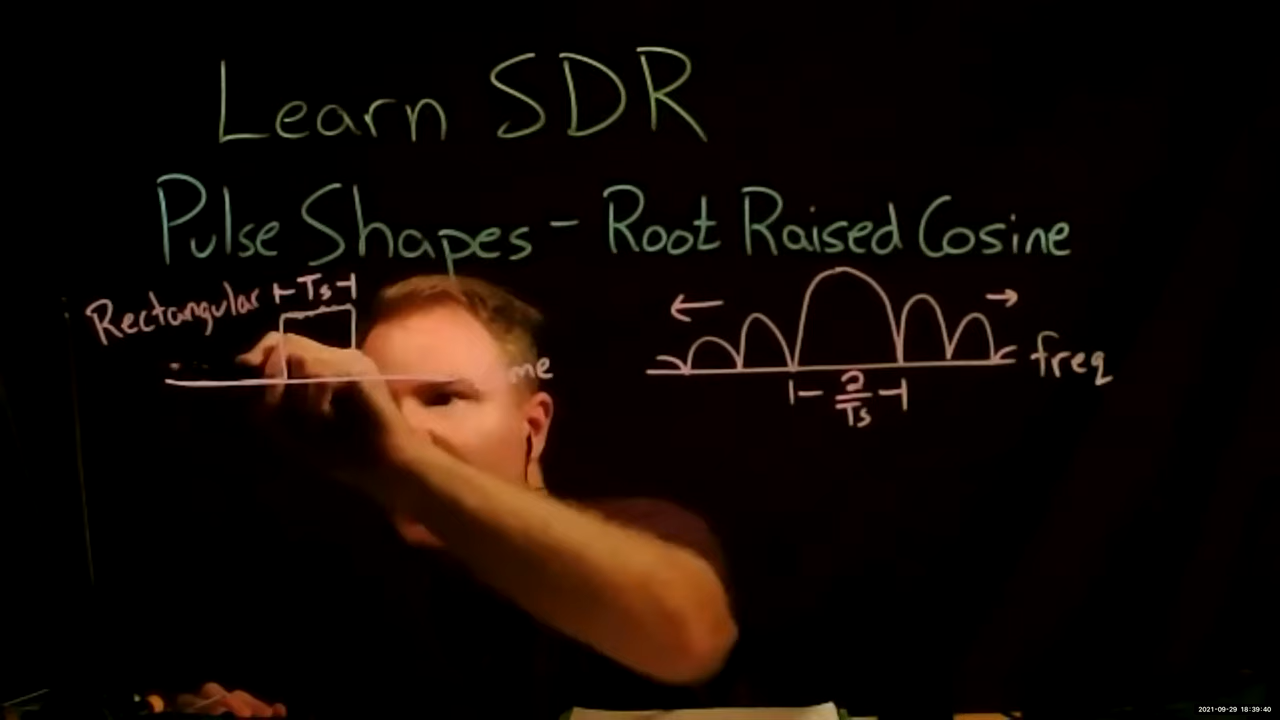 Learn SDR
Pulse Shapes - Root Raised Cosine
Rectangular Ts
me
freq
2
Ts
2021-09-29 18:39:40